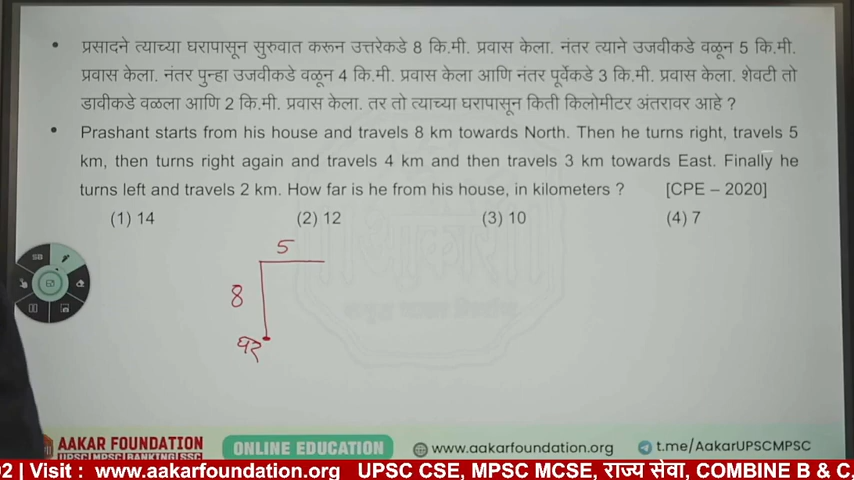 • प्रसादने त्याच्या घरापासून सुरुवात करून उत्तरेकडे 8 कि.मी. प्रवास केला. नंतर त्याने उजवीकडे वळून 5 कि.मी.
प्रवास केला. नंतर पुन्हा उजवीकडे वळून 4 कि.मी. प्रवास केला आणि नंतर पूर्वेकडे 3 कि.मी. प्रवास केला. शेवटी तो
डावीकडे वळला आणि 2 कि.मी. प्रवास केला. तर तो त्याच्या घरापासून किती किलोमीटर अंतरावर आहे ?
• Prashant starts from his house and travels 8 km towards North. Then he turns right, travels 5
km, then turns right again and travels 4 km and then travels 3 km towards East. Finally he
turns left and travels 2 km. How far is he from his house, in kilometers ? [CPE – 2020]
(1) 14 (2) 12 (3) 10 (4) 7
5
8
घर
AAKAR FOUNDATION
UPSC|MPSC|BANKING|SSC
ONLINE EDUCATION
www.aakarfoundation.org
t.me/AakarUPSCMPSC
02 | Visit : www.aakarfoundation.org UPSC CSE, MPSC MCSE, राज्य सेवा, COMBINE B & C,